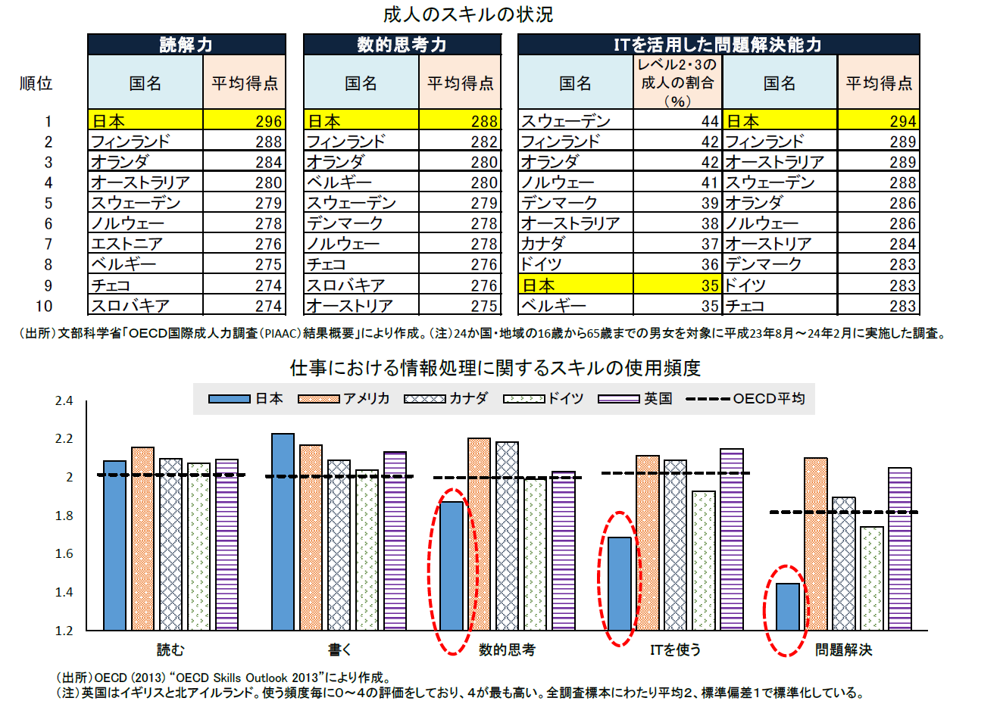 成人のスキルの状況
読解力 数的思考力 ITを活用した問題解決能力
順位 国名 平均得点 国名 平均得点 国名 レベル2・3の成人の割合(%) 国名 平均得点
1 日本 296 日本 288 スウェーデン 44 日本 294
2 フィンランド 288 フィンランド 282 フィンランド 42 フィンランド 289
3 オランダ 284 オランダ 280 オランダ 42 オーストラリア 289
4 オーストラリア 280 ベルギー 280 ノルウェー 41 スウェーデン 288
5 スウェーデン 279 スウェーデン 279 デンマーク 39 オランダ 286
6 ノルウェー 278 デンマーク 278 オーストラリア 38 ノルウェー 286
7 エストニア 276 ノルウェー 278 カナダ 37 オーストリア 284
8 ベルギー 275 チェコ 276 ドイツ 36 デンマーク 283
9 チェコ 274 スロバキア 276 日本 35 ドイツ 283
10 スロバキア 274 オーストリア 275 ベルギー 35 チェコ 283
(出所)文部科学省「OECD国際成人力調査(PIAAC)結果概要」により作成。(注)24か国・地域の16歳から65歳までの男女を対象に平成23年8月～24年2月に実施した調査。
仕事における情報処理に関するスキルの使用頻度
日本 アメリカ カナダ ドイツ 英国 OECD平均
2.4
2.2
2
1.8
1.6
1.4
1.2
読む 書く 数的思考 ITを使う 問題解決
(出所)OECD (2013) “OECD Skills Outlook 2013”により作成。
(注)英国はイギリスと北アイルランド。使う頻度毎に０～４の評価をしており、４が最も高い。全調査標本にわたり平均２、標準偏差１で標準化している。